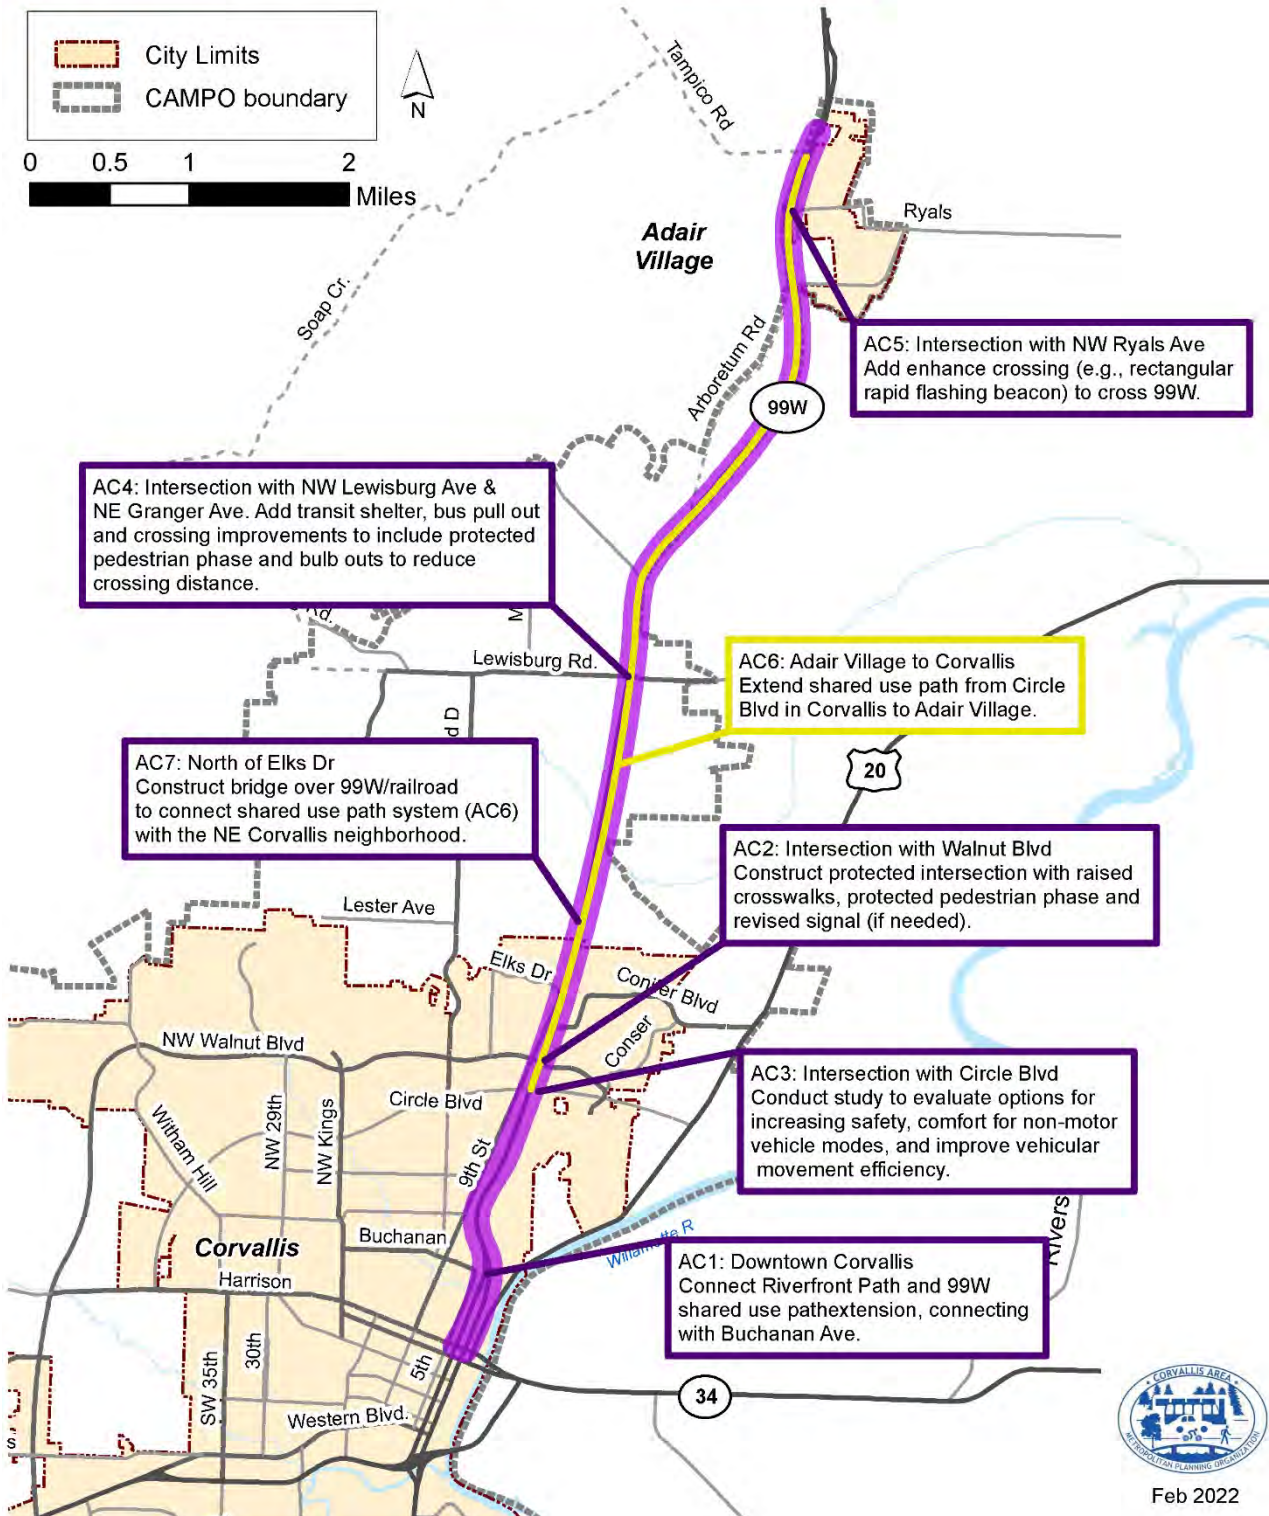 City Limits
CAMPO boundary
N
0 0.5 1 2
Miles
Tampico Rd
Ryals
Adair
Village
Soap Cr.
Arboretum Rd
AC5: Intersection with NW Ryals Ave
Add enhance crossing (e.g., rectangular
rapid flashing beacon) to cross 99W.
99W
AC4: Intersection with NW Lewisburg Ave &
NE Granger Ave. Add transit shelter, bus pull out
and crossing improvements to include protected
pedestrian phase and bulb outs to reduce
crossing distance.
Rd.
Lewisburg Rd.
AC6: Adair Village to Corvallis
Extend shared use path from Circle
Blvd in Corvallis to Adair Village.
AC7: North of Elks Dr
Construct bridge over 99W/railroad
to connect shared use path system (AC6)
with the NE Corvallis neighborhood.
20
AC2: Intersection with Walnut Blvd
Construct protected intersection with raised
crosswalks, protected pedestrian phase and
revised signal (if needed).
Lester Ave
Elks Dr
Conifer Blvd
NW Walnut Blvd
Conser
Circle Blvd
AC3: Intersection with Circle Blvd
Conduct study to evaluate options for
increasing safety, comfort for non-motor
vehicle modes, and improve vehicular
movement efficiency.
Witham Hill
NW 29th
NW Kings
9th St
Buchanan
Corvallis
Harrison
Willamette R
Rivers
AC1: Downtown Corvallis
Connect Riverfront Path and 99W
shared use pathextension, connecting
with Buchanan Ave.
SW 35th
30th
5th
34
Western Blvd.
s
CORVALLIS AREA
METROPOLITAN PLANNING ORGANIZATION
Feb 2022